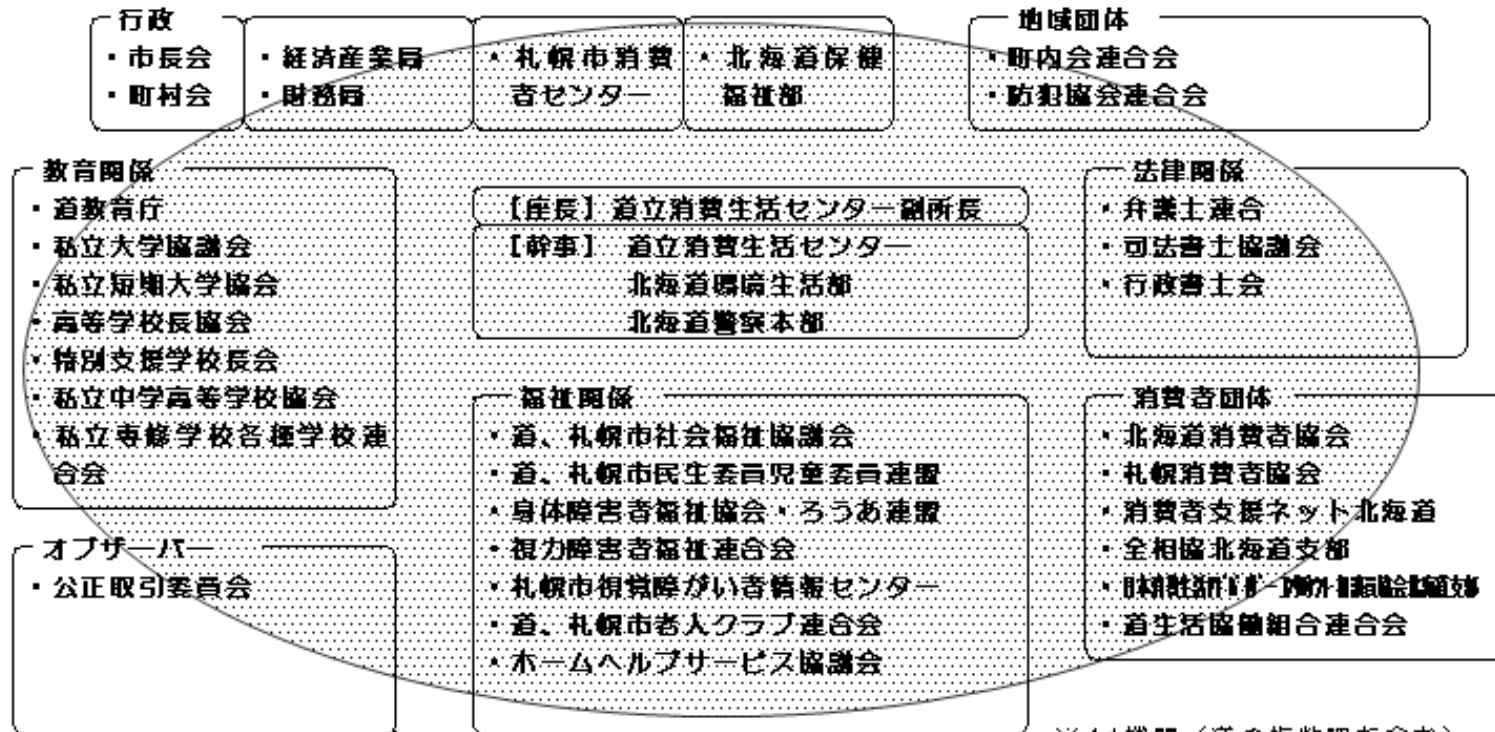 行政
・市長会
・町村会
・経済産業局
・財務局
・札幌市消費
者センター
・北海道保健
福祉部
地域団体
・町内会連合会
・防犯協会連合会
教育関係
・道教育庁
・私立大学協議会
・私立短期大学協会
・高等学校長協会
・特別支援学校長会
・私立中学高等学校協会
・私立専修学校各種学校連
合会
【座長】道立消費生活センター副所長
【幹事】 道立消費生活センター
北海道環境生活部
北海道警察本部
法律関係
・弁護士連合
・司法書士協議会
・行政書士会
福祉関係
・道、札幌市社会福祉協議会
・道、札幌市民生委員児童委員連盟
・身体障害者福祉協会・ろうあ連盟
・視力障害者福祉連合会
・札幌市視覚障がい者情報センター
・道、札幌市老人クラブ連合会
・ホームヘルプサービス協議会
消費者団体
・北海道消費者協会
・札幌消費者協会
・消費者支援ネット北海道
・全相協北海道支部
・道生活協同組合連合会
オブザーバー
・公正取引委員会